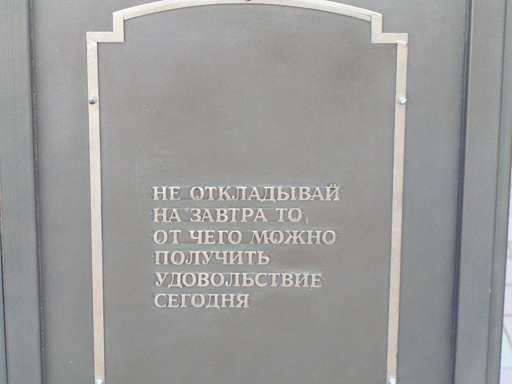 НЕ ОТКЛАДЫВАЙ
НА ЗАВТРА ТО,
ОТ ЧЕГО МОЖНО
ПОЛУЧИТЬ
УДОВОЛЬСТВИЕ
СЕГОДНЯ